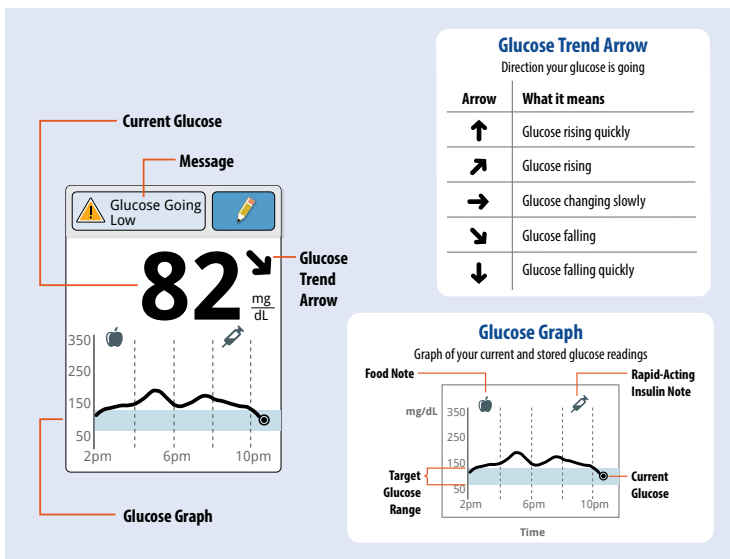 Current Glucose
Message
Glucose Going
Low
82
mg
dL
Glucose
Trend
Arrow
350
250
150
50
2pm 6pm 10pm
Glucose Graph
Glucose Trend Arrow
Direction your glucose is going
Arrow What it means
Glucose rising quickly
Glucose rising
Glucose changing slowly
Glucose falling
Glucose falling quickly
Glucose Graph
Graph of your current and stored glucose readings
Food Note
Rapid-Acting
Insulin Note
mg/dL
350
250
150
50
Target
Glucose
Range
Current
Glucose
2pm 6pm 10pm
Time